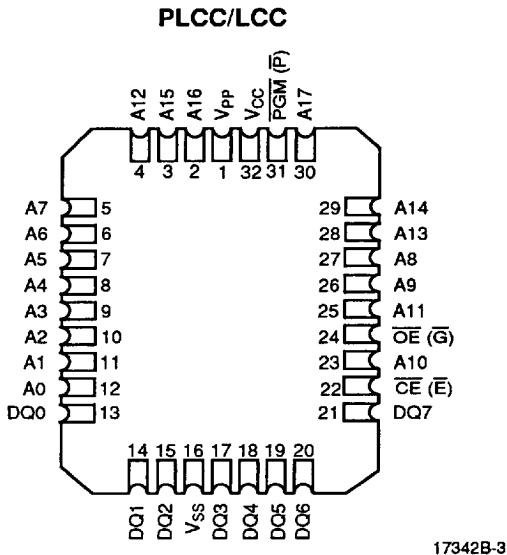 PLCC/LCC
A12 A15 A16 VPP VCC P̅G̅M̅ (P̅) A17
4 3 2 1 32 31 30
A7 5 29 A14
A6 6 28 A13
A5 7 27 A8
A4 8 26 A9
A3 9 25 A11
A2 10 24 O̅E̅ (G̅)
A1 11 23 A10
A0 12 22 C̅E̅ (E̅)
DQ0 13 21 DQ7
14 15 16 17 18 19 20
DQ1 DQ2 VSS DQ3 DQ4 DQ5 DQ6
17342B-3